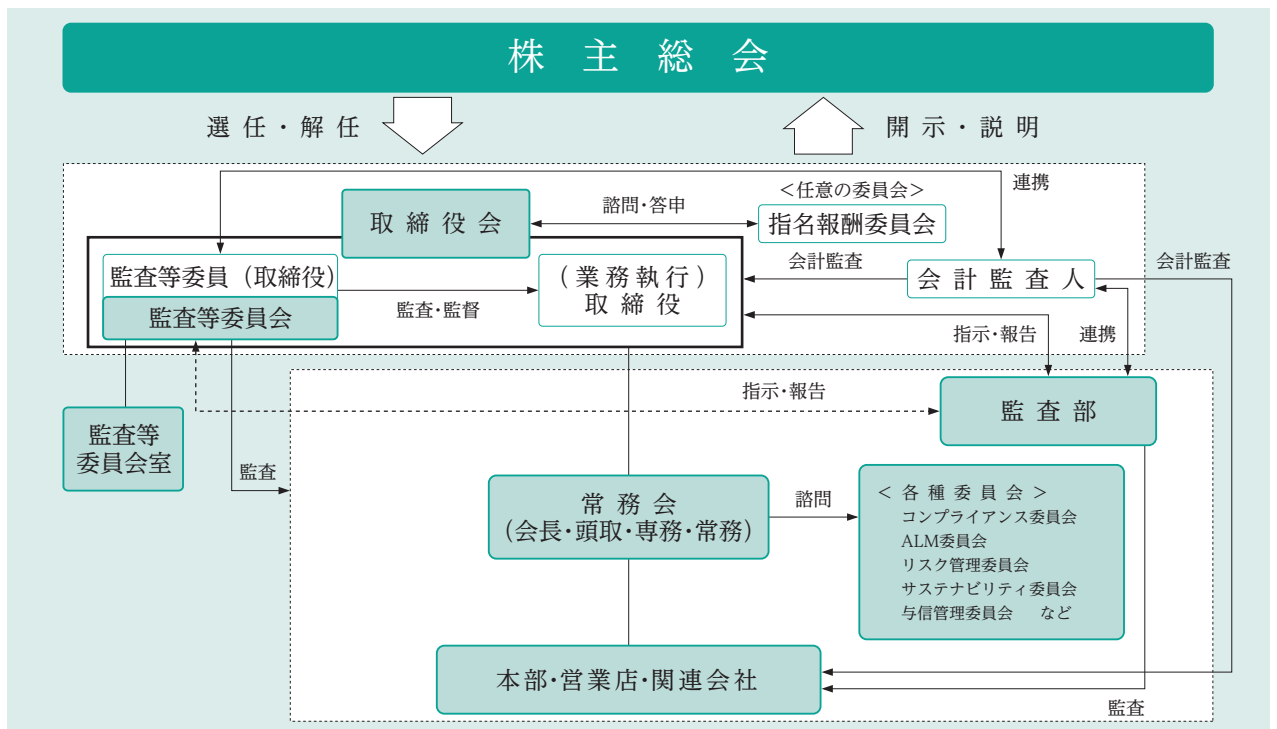 株主総会
選任・解任
開示・説明
連携
<任意の委員会>
取締役会
諮問・答申
指名報酬委員会
監査等委員(取締役)
監査等委員会
監査・監督
(業務執行)
取締役
会計監査
会計監査人
会計監査
指示・報告
連携
監査等
委員会室
監査
指示・報告
監査部
常務会
(会長・頭取・専務・常務)
諮問
<各種委員会>
コンプライアンス委員会
ALM委員会
リスク管理委員会
サステナビリティ委員会
与信管理委員会 など
本部・営業店・関連会社
監査